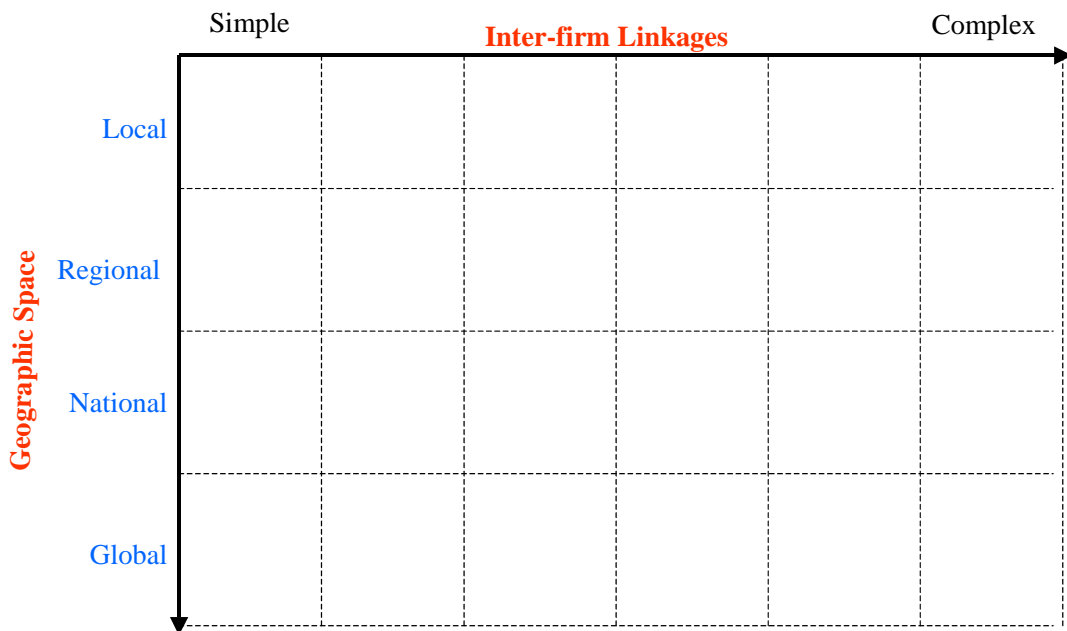 Simple
Inter-firm Linkages
Complex
Local
Regional
National
Global
Geographic Space